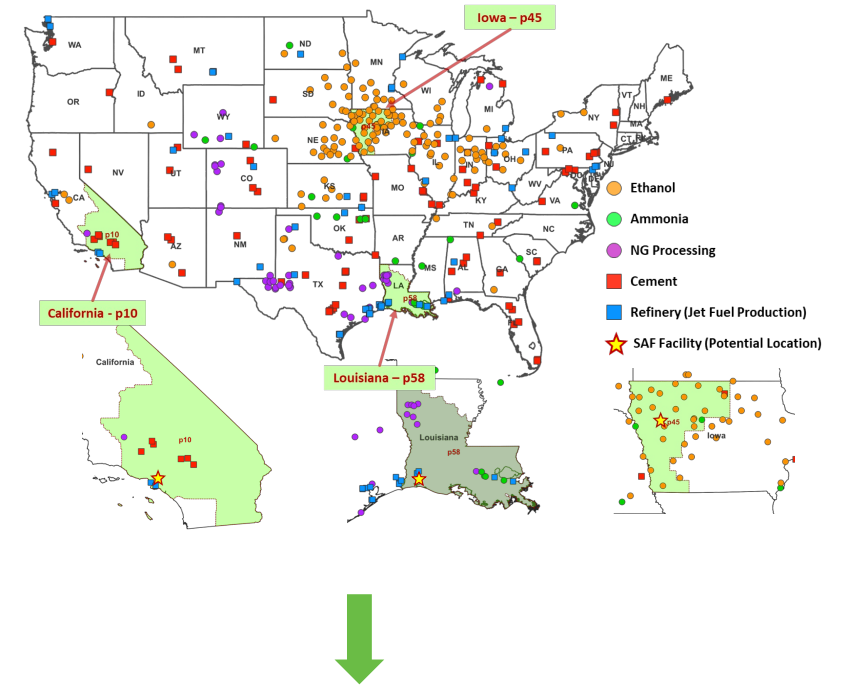 Iowa – p45
WA
MT
ND
MN
ME
OR
ID
SD
WI
MI
VT
NH
NY
MA
CT
WY
p45
IA
NE
IL
IN
OH
PA
NJ
NV
UT
CO
KS
MO
KY
WV
VA
CA
p10
AZ
NM
OK
AR
TN
NC
SC
TX
LA
p58
MS
AL
GA
Ethanol
Ammonia
NG Processing
Cement
Refinery (Jet Fuel Production)
SAF Facility (Potential Location)
California - p10
Louisiana – p58
California
p10
Louisiana
p58
p45
Iowa